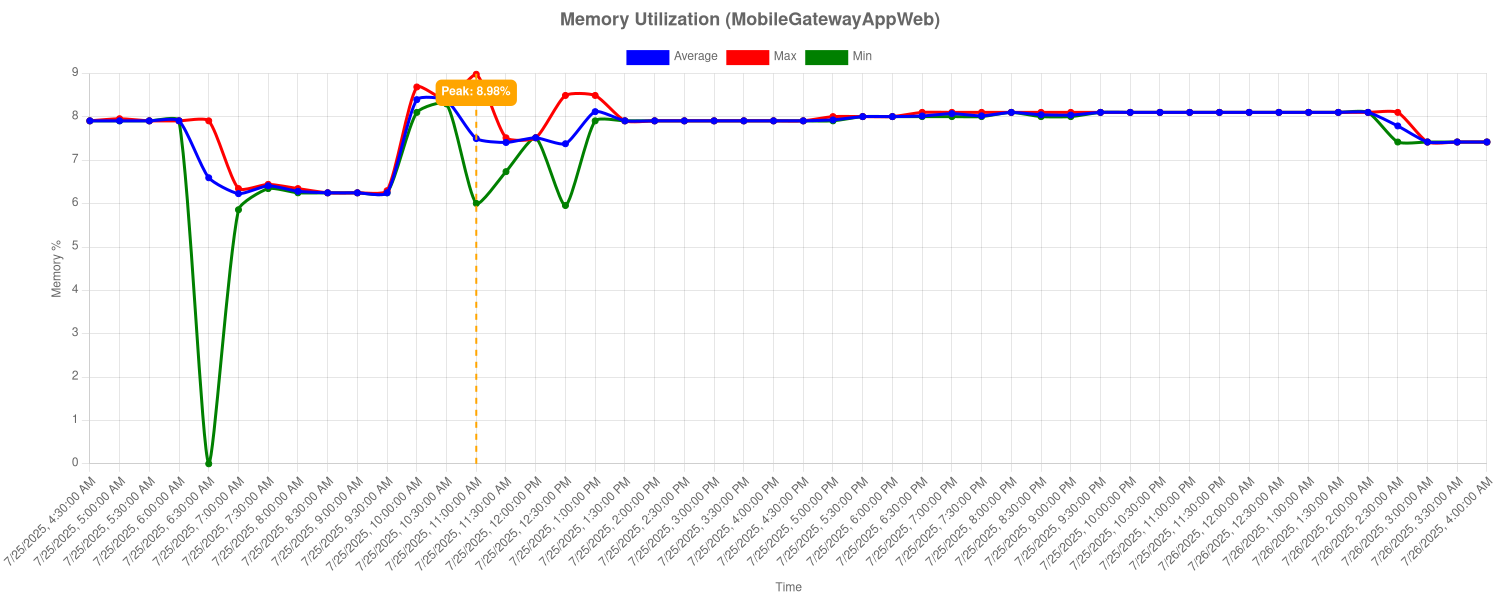 Memory Utilization (MobileGatewayAppWeb)
Average Max Min
Peak: 8.98%
9
8
7
6
5
4
3
2
1
0
Memory %
7/25/2025, 4:30:00 AM
7/25/2025, 5:00:00 AM
7/25/2025, 5:30:00 AM
7/25/2025, 6:00:00 AM
7/25/2025, 6:30:00 AM
7/25/2025, 7:00:00 AM
7/25/2025, 7:30:00 AM
7/25/2025, 8:00:00 AM
7/25/2025, 8:30:00 AM
7/25/2025, 9:00:00 AM
7/25/2025, 9:30:00 AM
7/25/2025, 10:00:00 AM
7/25/2025, 10:30:00 AM
7/25/2025, 11:00:00 AM
7/25/2025, 11:30:00 AM
7/25/2025, 12:00:00 PM
7/25/2025, 12:30:00 PM
7/25/2025, 1:00:00 PM
7/25/2025, 1:30:00 PM
7/25/2025, 2:00:00 PM
7/25/2025, 2:30:00 PM
7/25/2025, 3:00:00 PM
7/25/2025, 3:30:00 PM
7/25/2025, 4:00:00 PM
7/25/2025, 4:30:00 PM
7/25/2025, 5:00:00 PM
7/25/2025, 5:30:00 PM
7/25/2025, 6:00:00 PM
7/25/2025, 6:30:00 PM
7/25/2025, 7:00:00 PM
7/25/2025, 7:30:00 PM
7/25/2025, 8:00:00 PM
7/25/2025, 8:30:00 PM
7/25/2025, 9:00:00 PM
7/25/2025, 9:30:00 PM
7/25/2025, 10:00:00 PM
7/25/2025, 10:30:00 PM
7/25/2025, 11:00:00 PM
7/25/2025, 11:30:00 PM
7/26/2025, 12:00:00 AM
7/26/2025, 12:30:00 AM
7/26/2025, 1:00:00 AM
7/26/2025, 1:30:00 AM
7/26/2025, 2:00:00 AM
7/26/2025, 2:30:00 AM
7/26/2025, 3:00:00 AM
7/26/2025, 3:30:00 AM
7/26/2025, 4:00:00 AM
Time